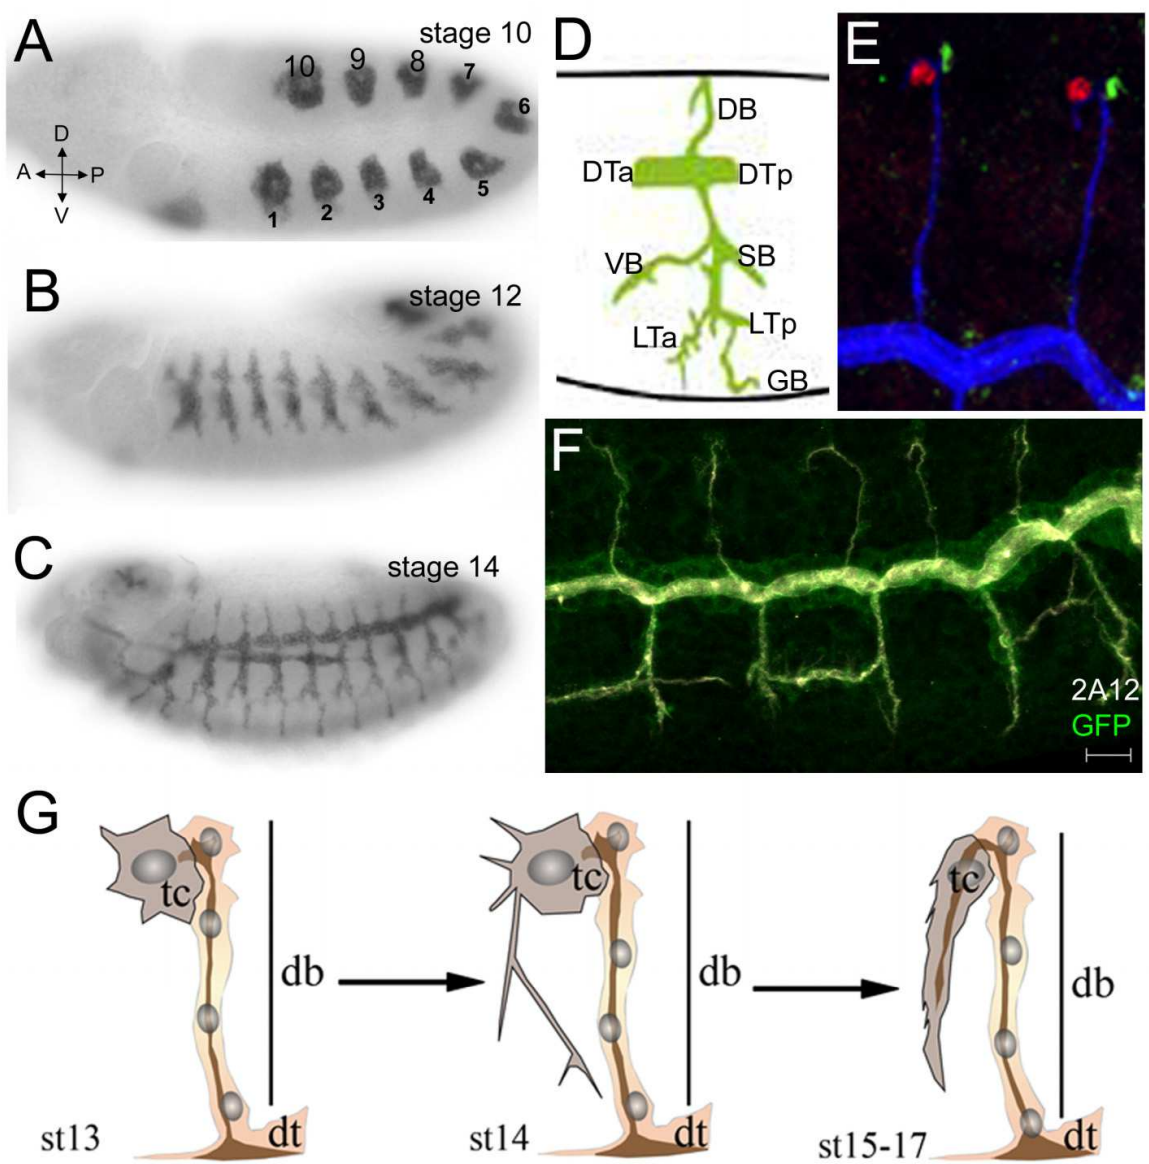 A
stage 10
10
9
8
7
6
D
A
P
V
1
2
3
4
5
B
stage 12
C
stage 14
D
DB
DTa
DTp
VB
SB
LTa
LTp
GB
E
F
2A12
GFP
G
tc
db
st13
dt
tc
db
st14
dt
tc
db
st15-17
dt